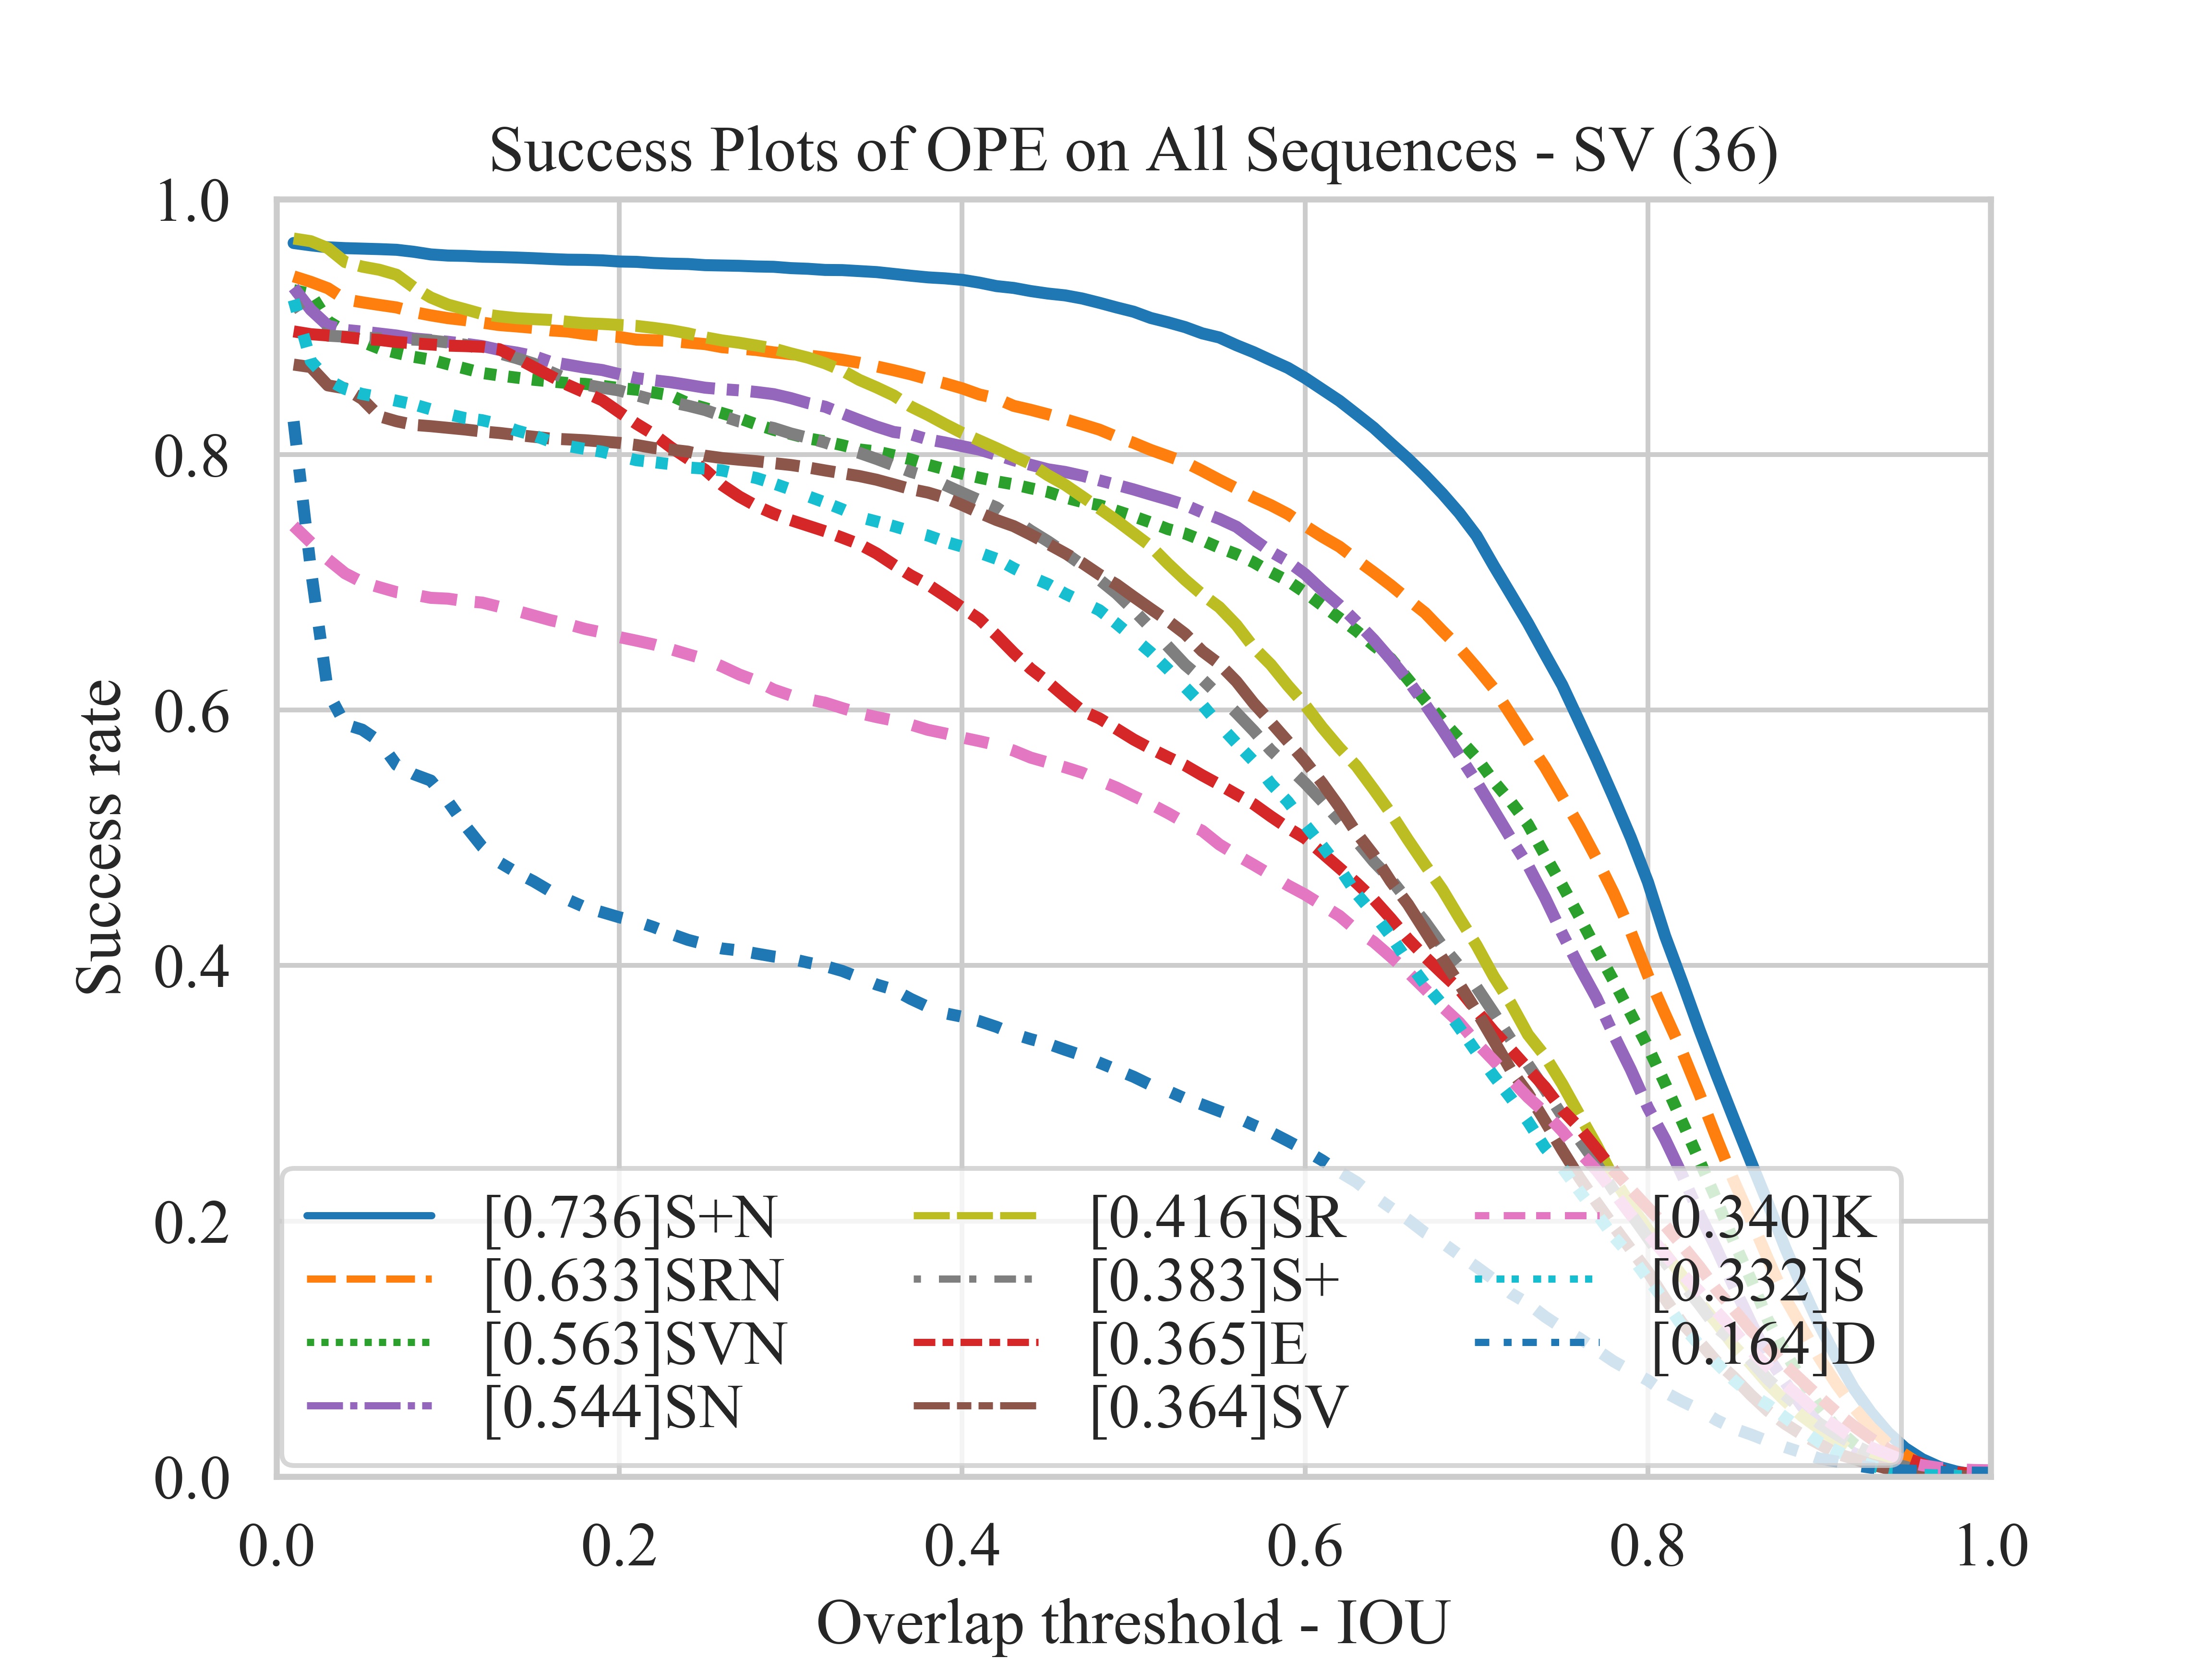 Success Plots of OPE on All Sequences - SV (36)
1.0
0.8
0.6
0.4
0.2
0.0
Success rate
[0.736]S+N
[0.633]SRN
[0.563]SVN
[0.544]SN
[0.416]SR
[0.383]S+
[0.365]E
[0.364]SV
[0.340]K
[0.332]S
[0.164]D
0.0 0.2 0.4 0.6 0.8 1.0
Overlap threshold - IOU